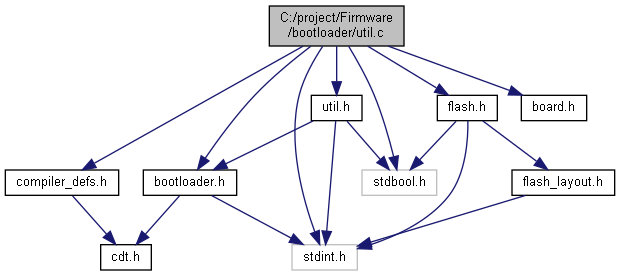 C:/project/Firmware
/bootloader/util.c
util.h
flash.h
board.h
compiler_defs.h
bootloader.h
stdbool.h
flash_layout.h
cdt.h
stdint.h